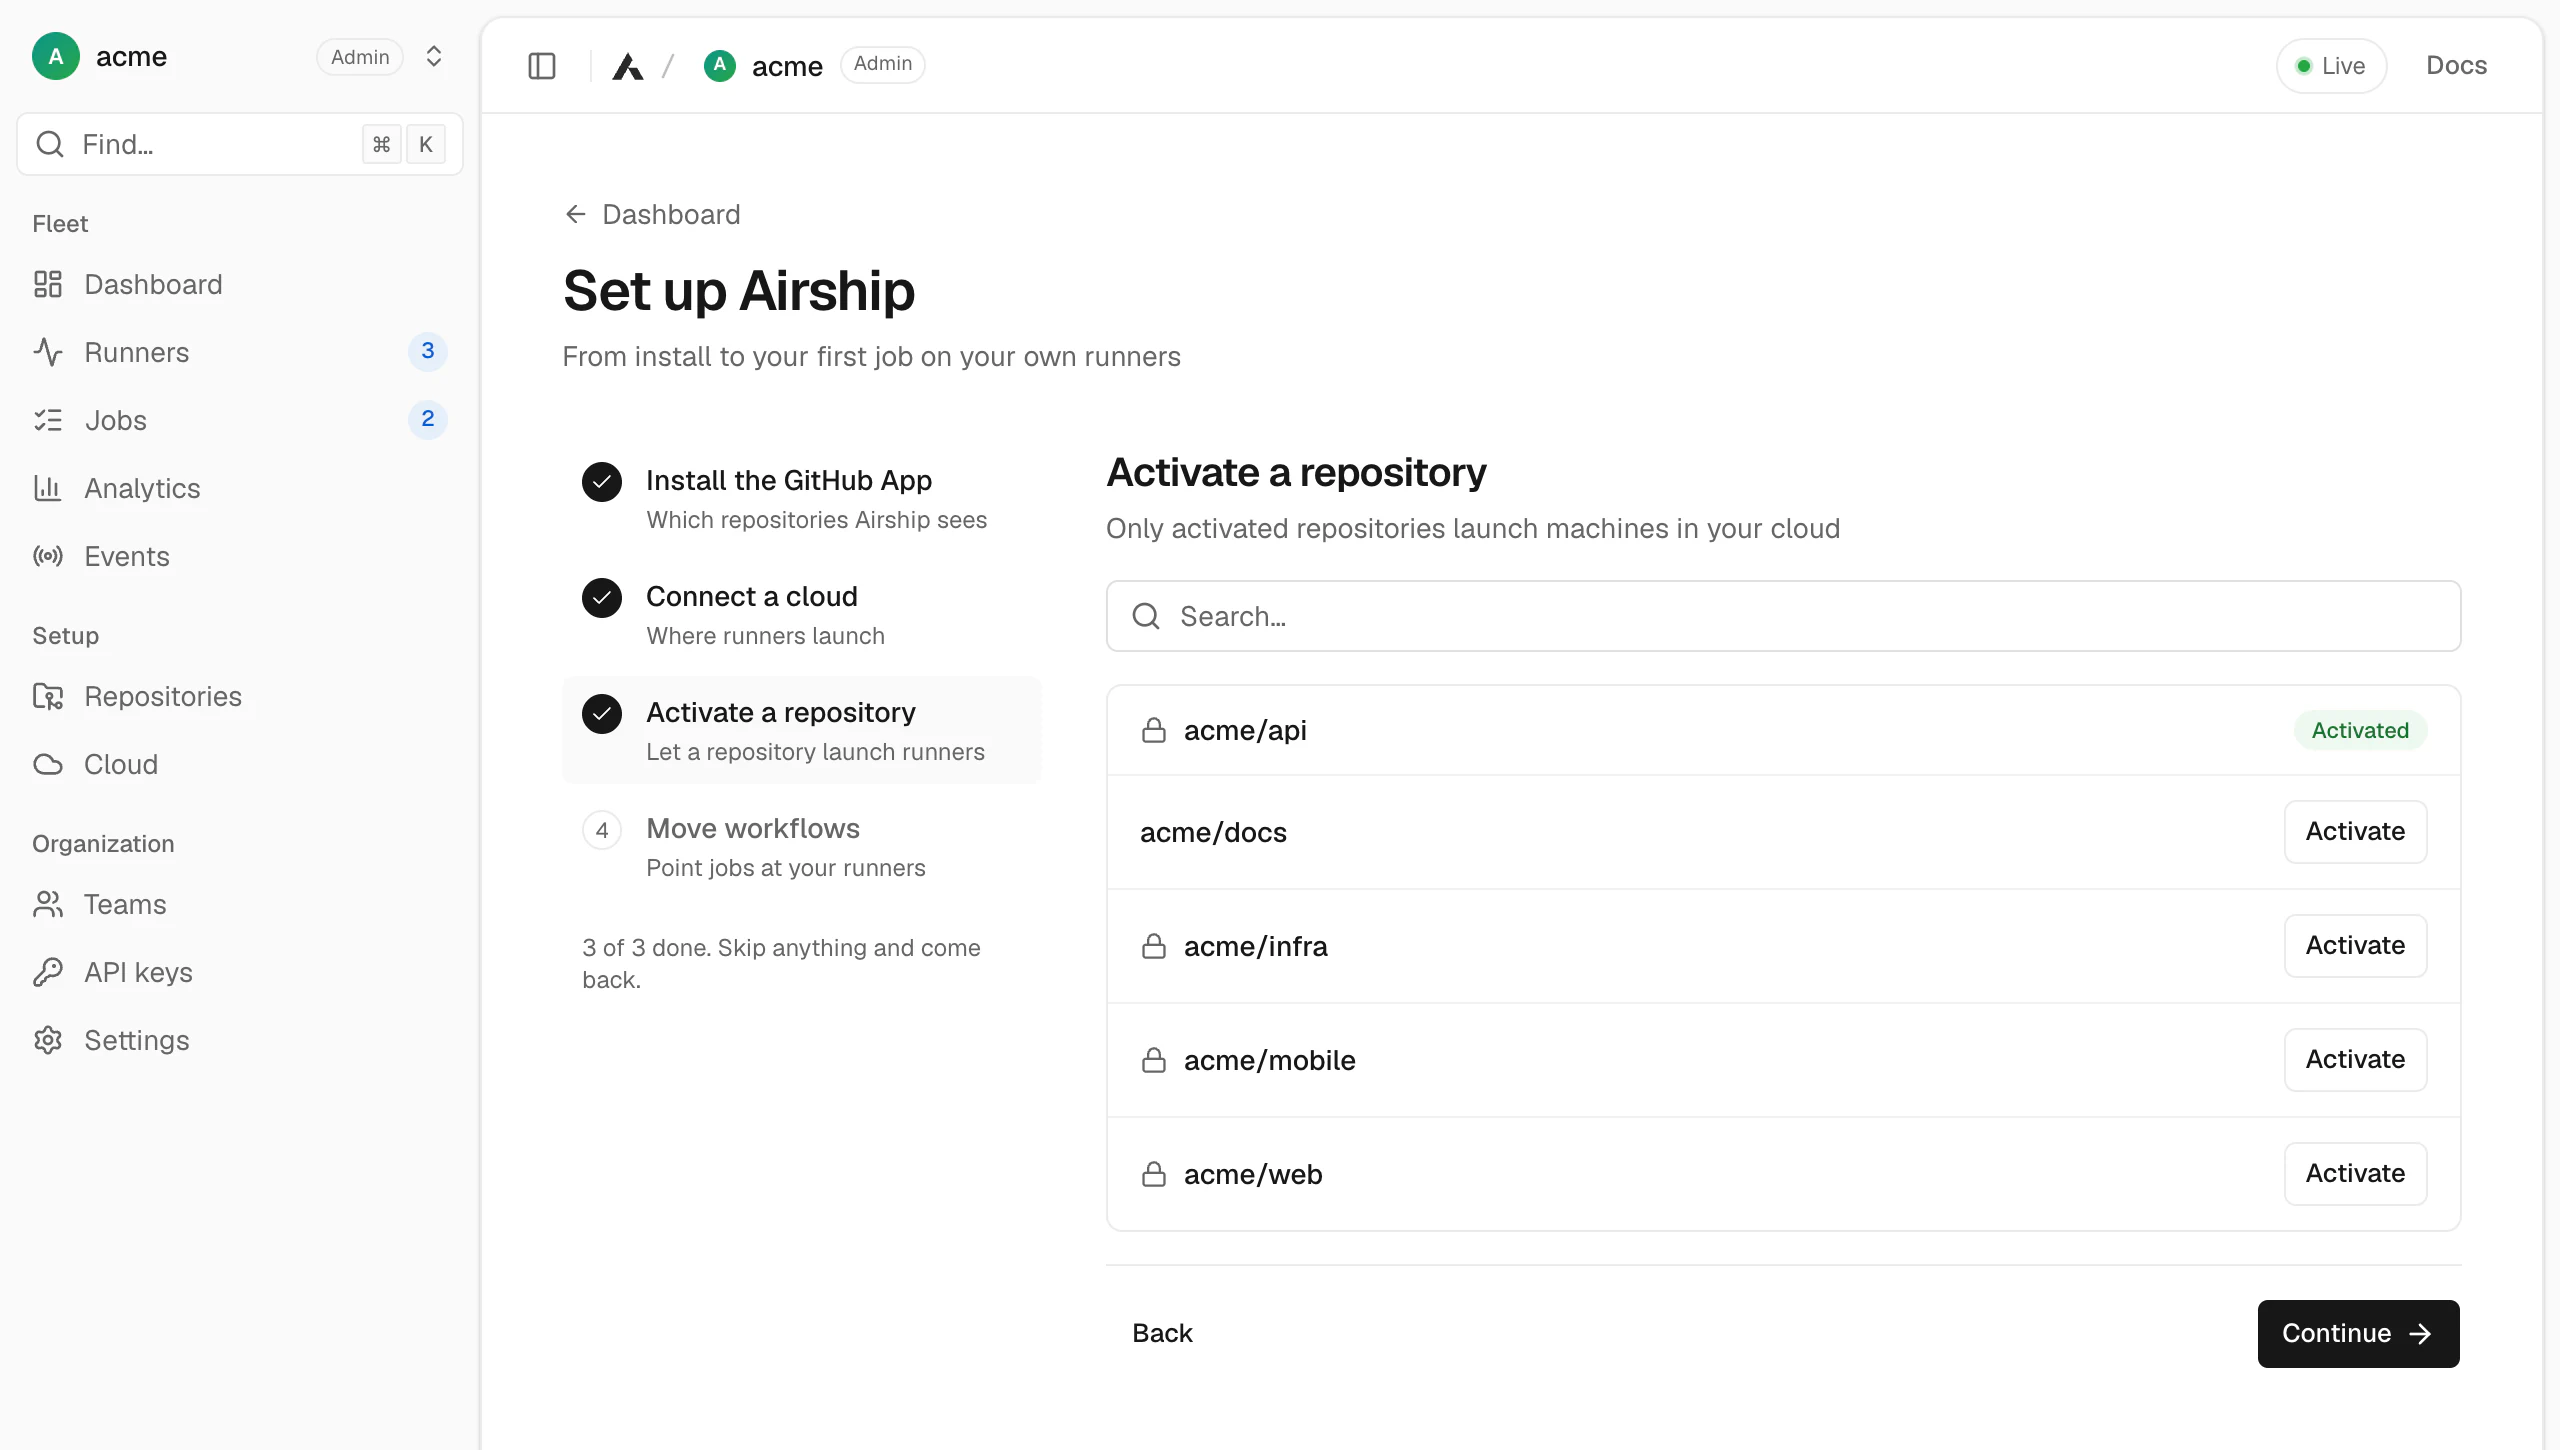 A acme Admin
Find... ⌘ K
Fleet
Dashboard
Runners 3
Jobs 2
Analytics
Events
Setup
Repositories
Cloud
Organization
Teams
API keys
Settings
/ A acme Admin
Live Docs
← Dashboard
Set up Airship
From install to your first job on your own runners
Install the GitHub App
Which repositories Airship sees
Connect a cloud
Where runners launch
Activate a repository
Let a repository launch runners
4 Move workflows
Point jobs at your runners
3 of 3 done. Skip anything and come
back.
Activate a repository
Only activated repositories launch machines in your cloud
Search...
acme/api Activated
acme/docs Activate
acme/infra Activate
acme/mobile Activate
acme/web Activate
Back Continue →